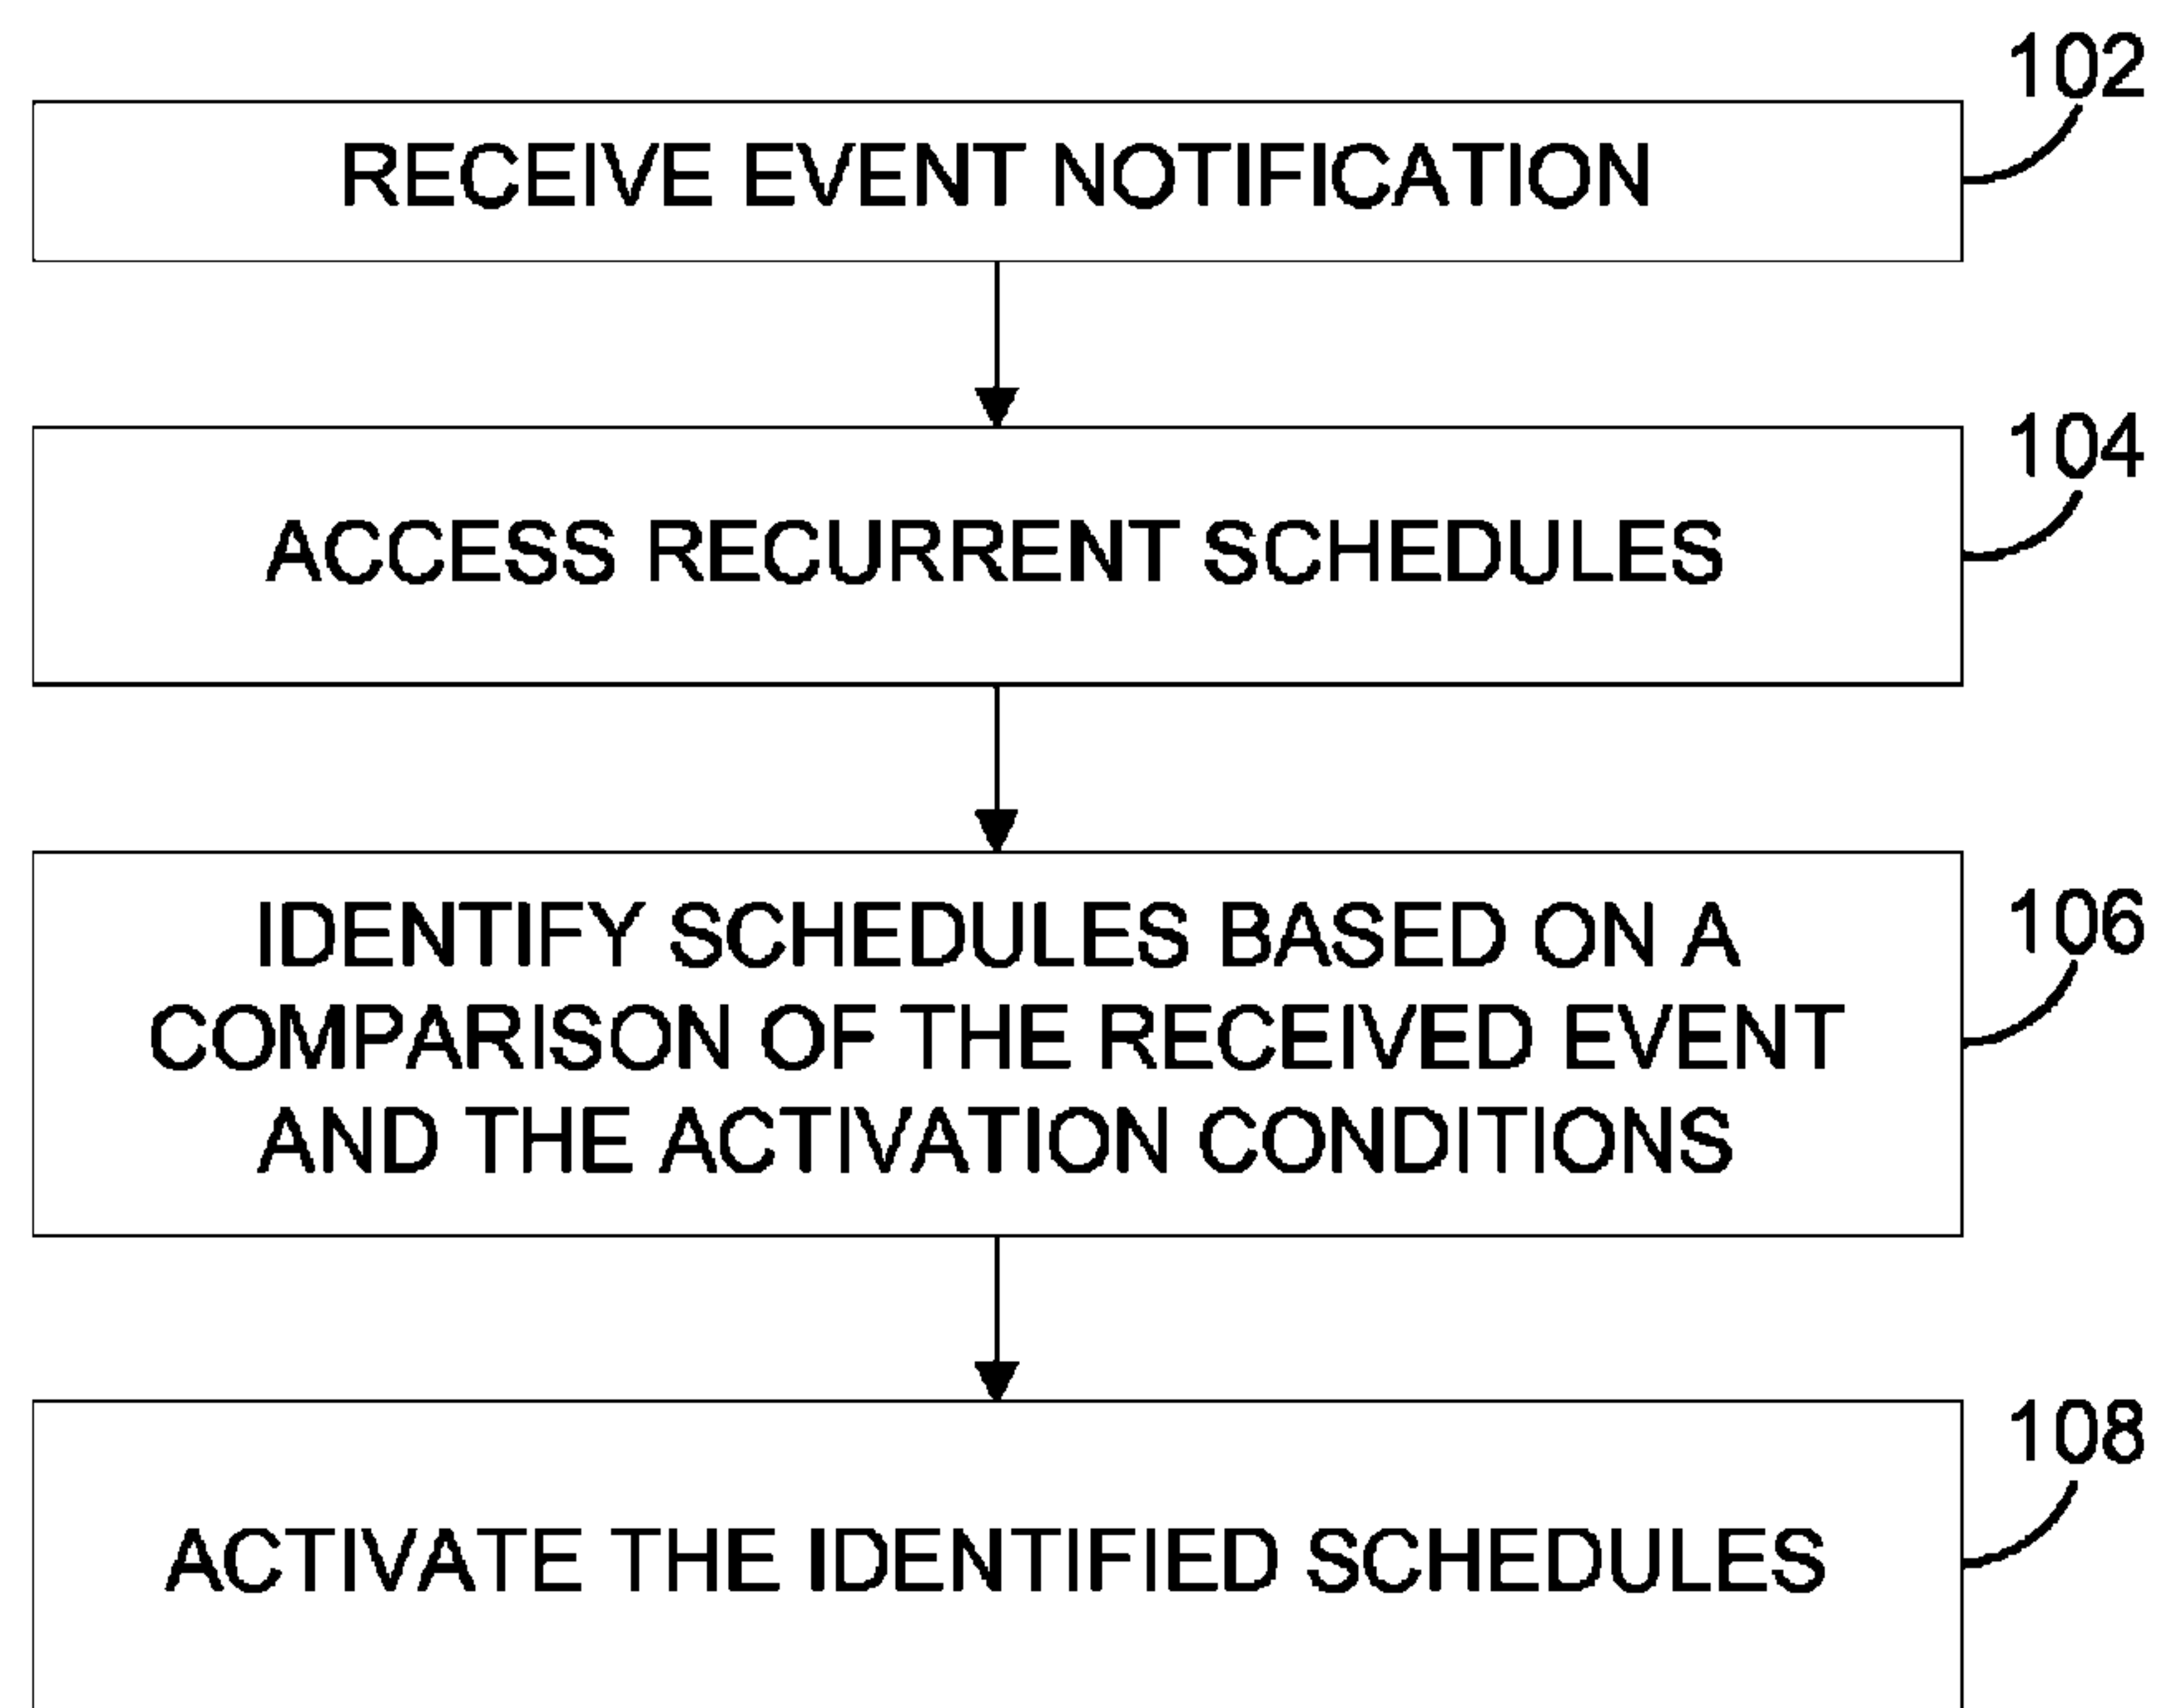 102
RECEIVE EVENT NOTIFICATION
104
ACCESS RECURRENT SCHEDULES
IDENTIFY SCHEDULES BASED ON A
106
COMPARISON OF THE RECEIVED EVENT
AND THE ACTIVATION CONDITIONS
108
ACTIVATE THE IDENTIFIED SCHEDULES